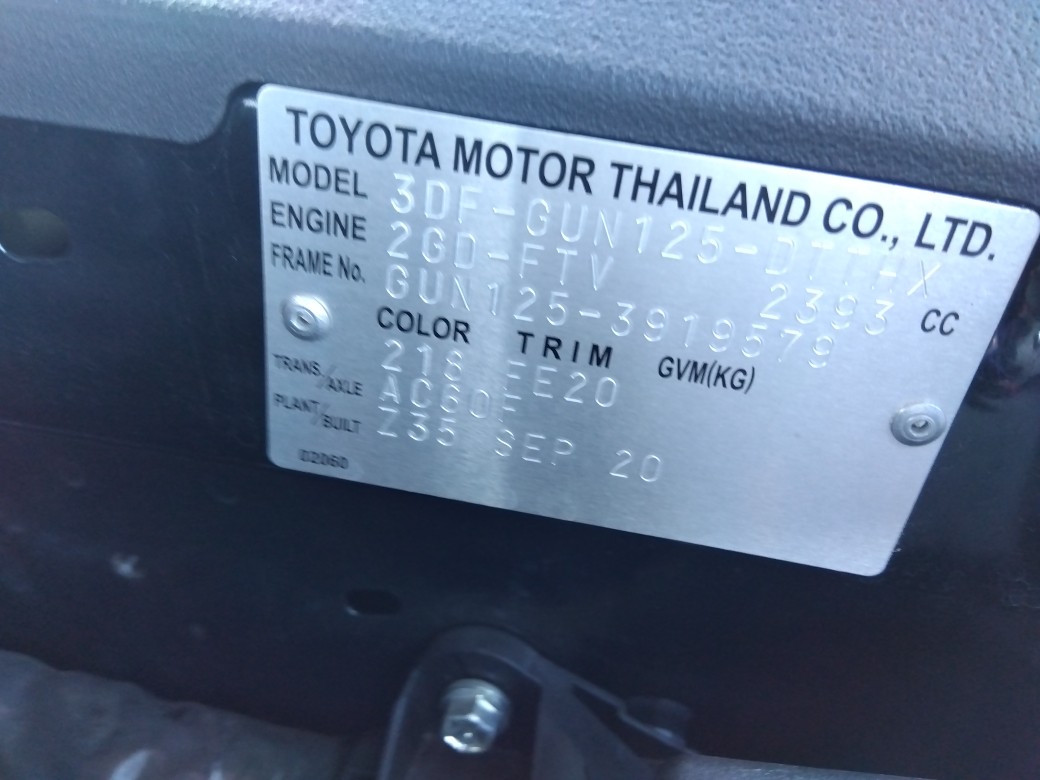 TOYOTA MOTOR THAILAND CO., LTD.
MODEL 3DF-GUN125-DTTHX
ENGINE 2GD-FTV 2393 CC
FRAME No. GUN125-3919579
COLOR TRIM GVM(KG)
218 EE20
TRANS./AXLE AC60F
PLANT/BUILT Z35 SEP 20
02060